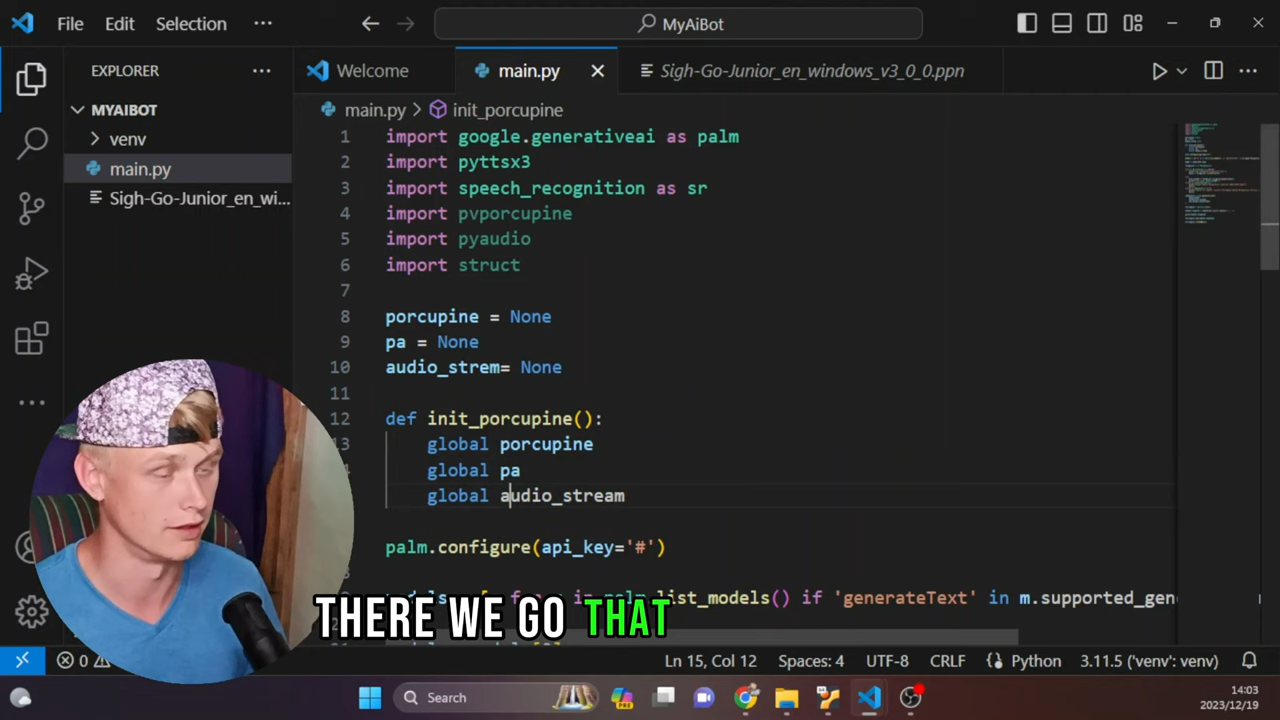 File Edit Selection ··· MyAiBot
EXPLORER ···
Welcome main.py Sigh-Go-Junior_en_windows_v3_0_0.ppn ···
MYAIBOT
venv
main.py
Sigh-Go-Junior_en_wi...
main.py > init_porcupine
1 import google.generativeai as palm
2 import pyttsx3
3 import speech_recognition as sr
4 import pvporcupine
5 import pyaudio
6 import struct
7
8 porcupine = None
9 pa = None
10 audio_strem= None
11
12 def init_porcupine():
13 global porcupine
global pa
global audio_stream
palm.configure(api_key='#')
in palm.list_models() if 'generateText' in m.supported_gen
THERE WE GO THAT
0
Ln 15, Col 12 Spaces: 4 UTF-8 CRLF Python 3.11.5 ('venv': venv)
Search
PRE
14:03
2023/12/19